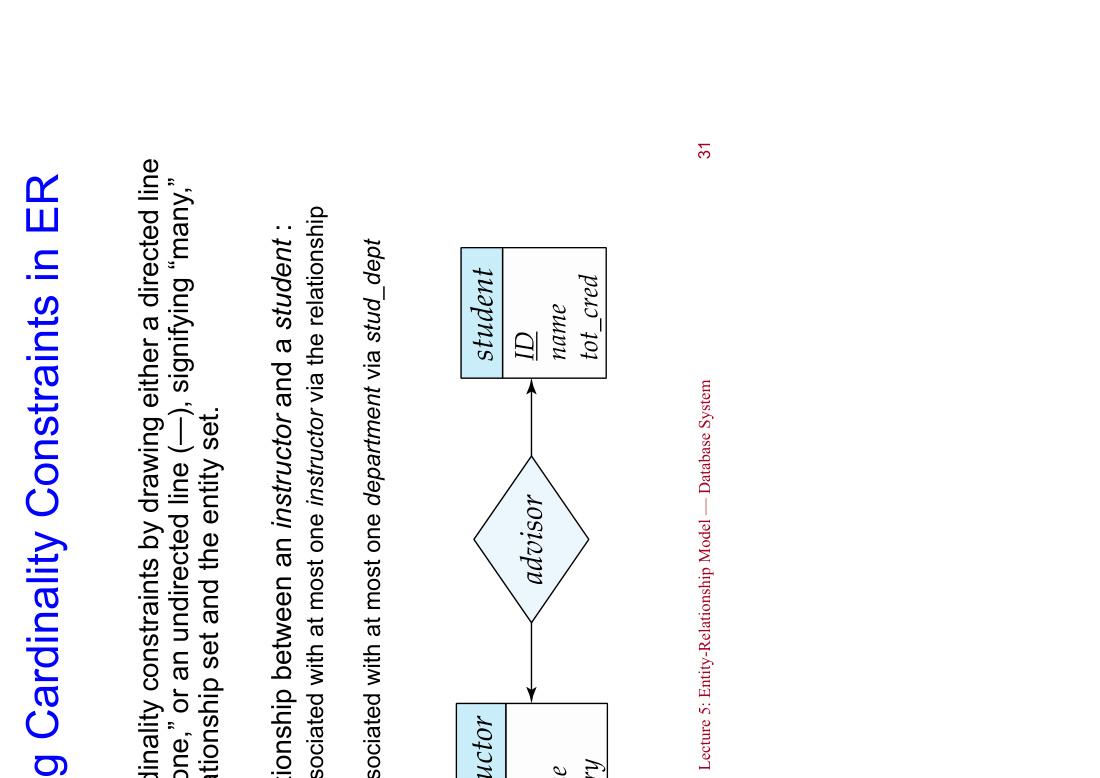 g Cardinality Constraints in ER
dinality constraints by drawing either a directed line
one,” or an undirected line (—), signifying “many,”
ationship set and the entity set.
tionship between an instructor and a student :
sociated with at most one instructor via the relationship
sociated with at most one department via stud_dept
uctor
e
ry
advisor
student
ID
name
tot_cred
Lecture 5: Entity-Relationship Model — Database System
31